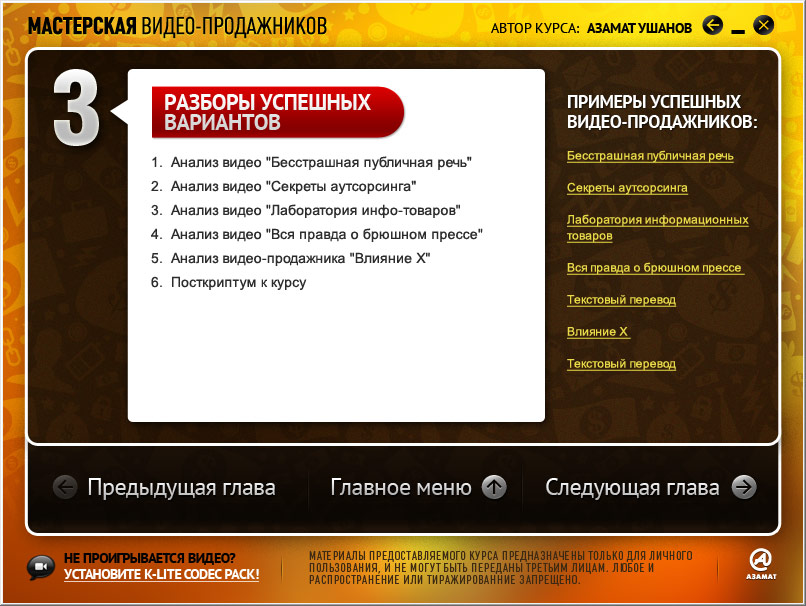 МАСТЕРСКАЯ ВИДЕО-ПРОДАЖНИКОВ
АВТОР КУРСА: АЗАМАТ УШАНОВ
3
РАЗБОРЫ УСПЕШНЫХ
ВАРИАНТОВ
1. Анализ видео "Бесстрашная публичная речь"
2. Анализ видео "Секреты аутсорсинга"
3. Анализ видео "Лаборатория инфо-товаров"
4. Анализ видео "Вся правда о брюшном прессе"
5. Анализ видео-продажника "Влияние Х"
6. Посткриптум к курсу
ПРИМЕРЫ УСПЕШНЫХ
ВИДЕО-ПРОДАЖНИКОВ:
Бесстрашная публичная речь
Секреты аутсорсинга
Лаборатория информационных
товаров
Вся правда о брюшном прессе
Текстовый перевод
Влияние Х
Текстовый перевод
Предыдущая глава
Главное меню
Следующая глава
НЕ ПРОИГРЫВАЕТСЯ ВИДЕО?
УСТАНОВИТЕ K-LITE CODEC PACK!
МАТЕРИАЛЫ ПРЕДОСТАВЛЯЕМОГО КУРСА ПРЕДНАЗНАЧЕНЫ ТОЛЬКО ДЛЯ ЛИЧНОГО
ПОЛЬЗОВАНИЯ, И НЕ МОГУТ БЫТЬ ПЕРЕДАНЫ ТРЕТЬИМ ЛИЦАМ. ЛЮБОЕ И
РАСПРОСТРАНЕНИЕ ИЛИ ТИРАЖИРОВАННИЕ ЗАПРЕЩЕНО.
АЗАМАТ